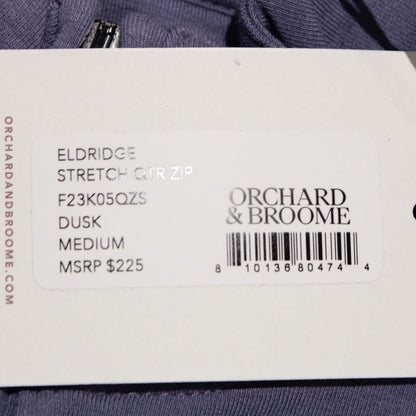 ORCHARDANDBROOME.COM
ELDRIDGE
STRETCH QTR ZIP
F23K05QZS
DUSK
MEDIUM
MSRP $225
ORCHARD
& BROOME
8 10136 80474 4